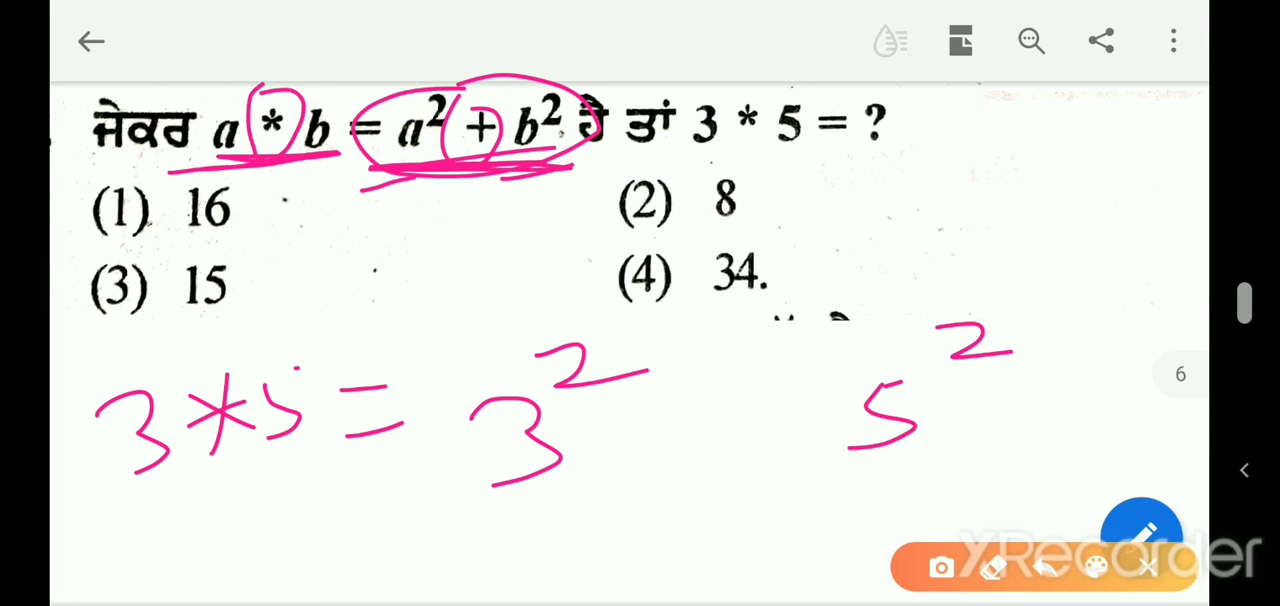 ਜੇਕਰ a * b = a² + b² ਹੈ ਤਾਂ 3 * 5 = ?
(1) 16 (2) 8
(3) 15 (4) 34.
3 * 5 = 3² 5²
6
XRecorder